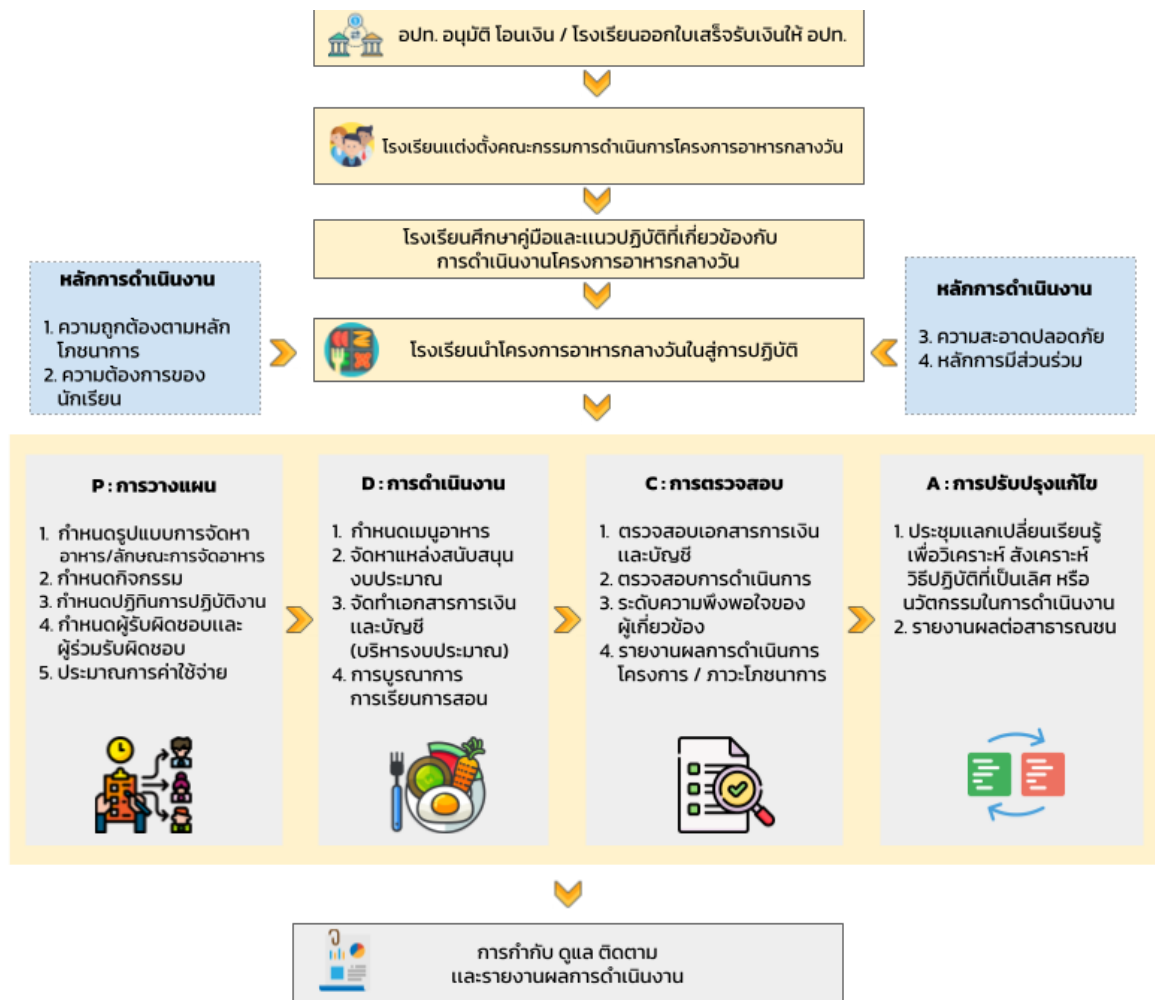 อปท. อนุมัติ โอนเงิน / โรงเรียนออกใบเสร็จรับเงินให้ อปท.
โรงเรียนแต่งตั้งคณะกรรมการดำเนินการโครงการอาหารกลางวัน
โรงเรียนศึกษาคู่มือและแนวปฏิบัติที่เกี่ยวข้องกับ
การดำเนินงานโครงการอาหารกลางวัน
หลักการดำเนินงาน
1. ความถูกต้องตามหลัก
โภชนาการ
2. ความต้องการของ
นักเรียน
โรงเรียนนำโครงการอาหารกลางวันในสู่การปฏิบัติ
หลักการดำเนินงาน
3. ความสะอาดปลอดภัย
4. หลักการมีส่วนร่วม
P : การวางแผน
1. กำหนดรูปแบบการจัดหา
อาหาร/ลักษณะการจัดอาหาร
2. กำหนดกิจกรรม
3. กำหนดปฏิทินการปฏิบัติงาน
4. กำหนดผู้รับผิดชอบและ
ผู้ร่วมรับผิดชอบ
5. ประมาณการค่าใช้จ่าย
D : การดำเนินงาน
1. กำหนดเมนูอาหาร
2. จัดหาแหล่งสนับสนุน
งบประมาณ
3. จัดทำเอกสารการเงิน
และบัญชี
(บริหารงบประมาณ)
4. การบูรณาการ
การเรียนการสอน
C : การตรวจสอบ
1. ตรวจสอบเอกสารการเงิน
และบัญชี
2. ตรวจสอบการดำเนินการ
3. ระดับความพึงพอใจของ
ผู้เกี่ยวข้อง
4. รายงานผลการดำเนินการ
โครงการ / ภาวะโภชนาการ
A : การปรับปรุงแก้ไข
1. ประชุมแลกเปลี่ยนเรียนรู้
เพื่อวิเคราะห์ สังเคราะห์
วิธีปฏิบัติที่เป็นเลิศ หรือ
นวัตกรรมในการดำเนินงาน
2. รายงานผลต่อสาธารณชน
การกำกับ ดูแล ติดตาม
และรายงานผลการดำเนินงาน